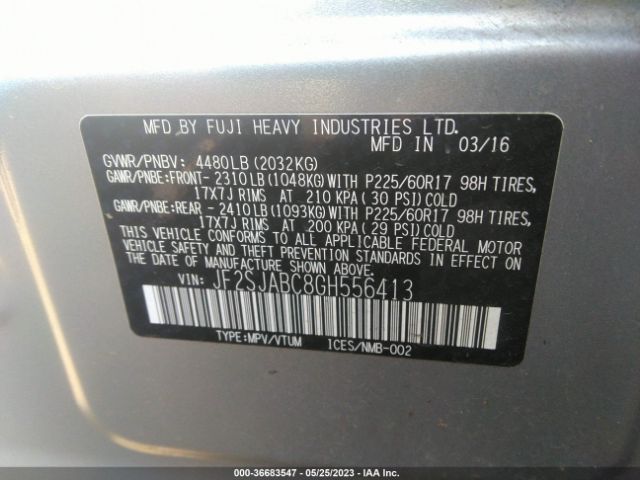 MFD BY FUJI HEAVY INDUSTRIES LTD.
MFD IN 03/16
GVWR/PNBV: 4480LB (2032KG)
GAWR/PNBE:FRONT- 2310LB(1048KG)WITH P225/60R17 98H TIRES,
17X7J RIMS AT 210 KPA( 30 PSI)COLD
GAWR/PNBE:REAR - 2410LB(1093KG)WITH P225/60R17 98H TIRES,
17X7J RIMS AT 200 KPA( 29 PSI)COLD
THIS VEHICLE CONFORMS TO ALL APPLICABLE FEDERAL MOTOR
VEHICLE SAFETY AND THEFT PREVENTION STANDARDS IN EFFECT ON
THE DATE OF MANUFACTURE SHOWN ABOVE.
VIN: JF2SJABC8GH556413
TYPE:MPV/VTUM ICES/NMB-002
000-36683547 - 05/25/2023 - IAA Inc.